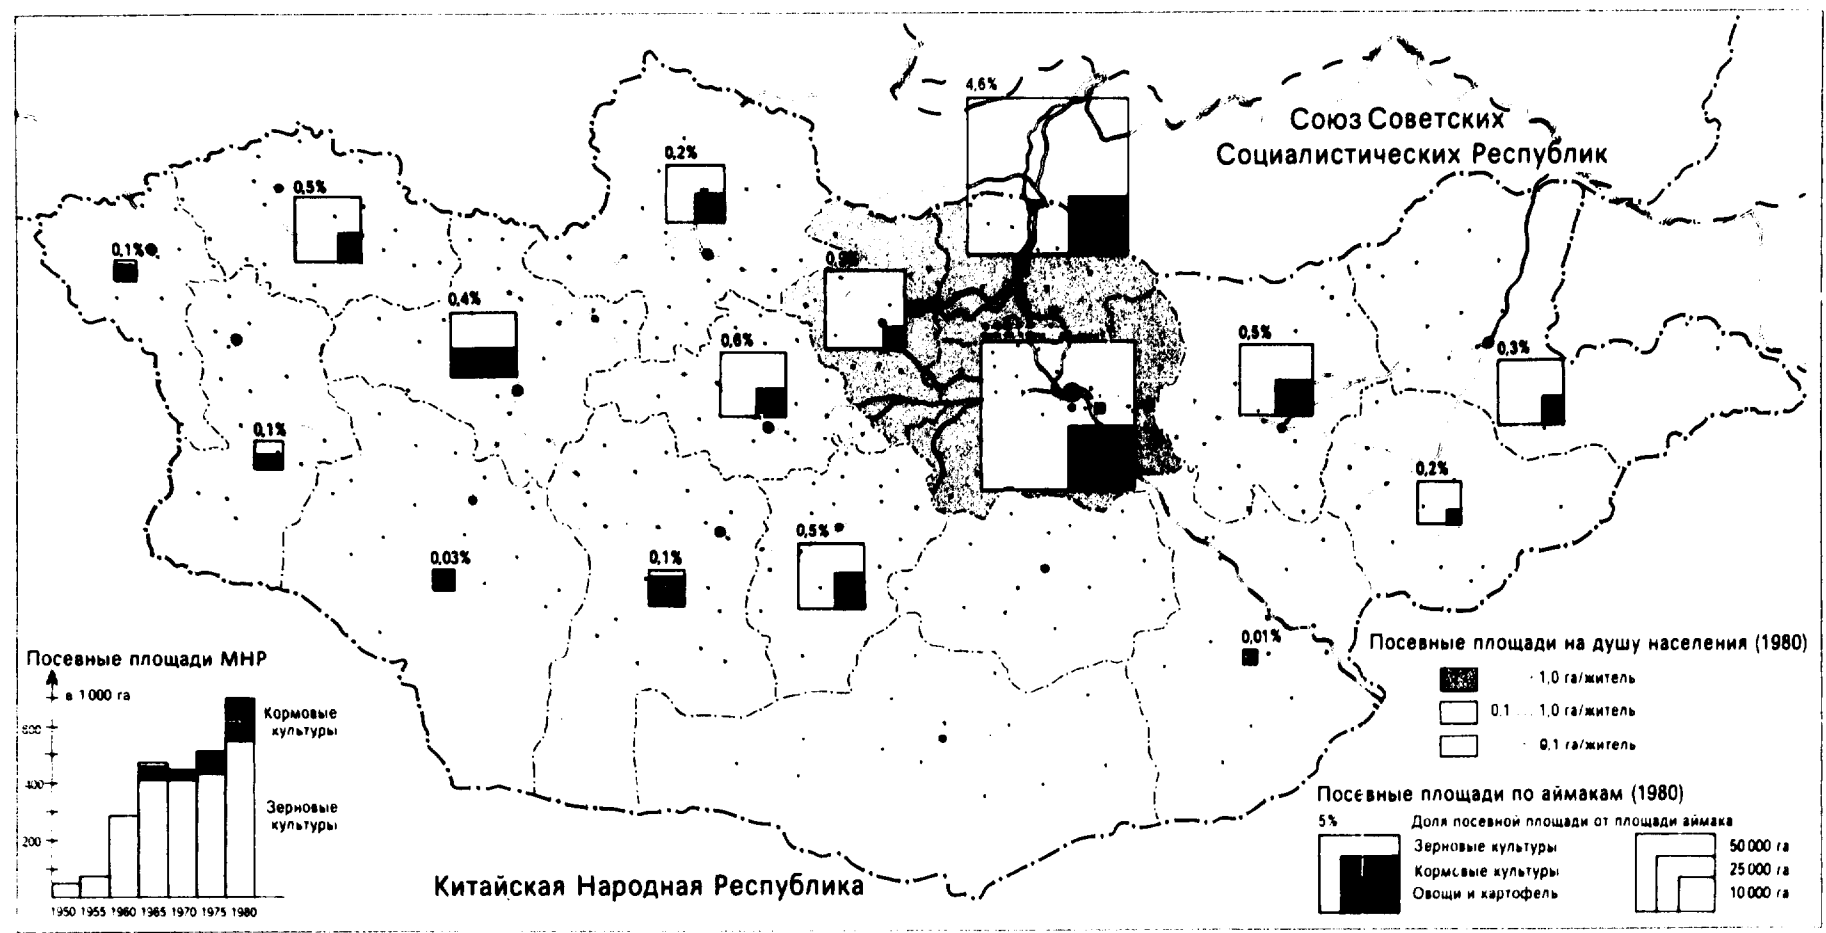 4,6%
Союз Советских
Социалистических Республик
0,2%
0,5%
0,1%
0,9%
0,4%
0,6%
0,5%
0,3%
0,1%
0,2%
0,5%
0,03%
0,1%
0,01%
Посевные площади МНР
в 1000 га
Кормовые
культуры
600
400
Зерновые
культуры
200
1950 1955 1960 1965 1970 1975 1980
Китайская Народная Республика
Посевные площади на душу населения (1980)
1,0 га/житель
0,1 ... 1,0 га/житель
0,1 га/житель
Посевные площади по аймакам (1980)
5% Доля посевной площади от площади аймака
Зерновые культуры
Кормовые культуры
Овощи и картофель
50 000 га
25 000 га
10 000 га